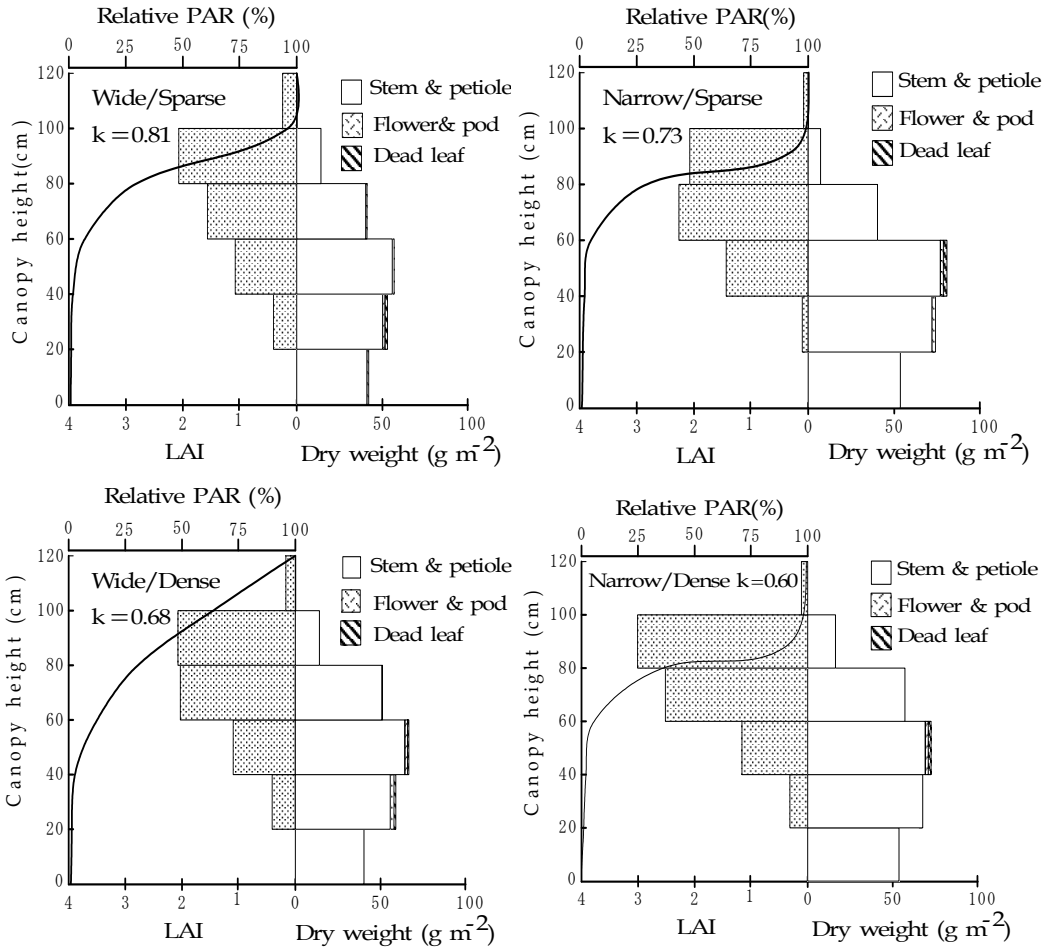 Relative PAR (%)
0 25 50 75 100
120
100
80
60
40
20
0
Canopy height(cm)
Wide/Sparse
k=0.81
Stem & petiole
Flower& pod
Dead leaf
4 3 2 1 0 50 100
LAI Dry weight (g m-2)
Relative PAR(%)
0 25 50 75 100
120
100
80
60
40
20
0
Canopy height (cm)
Narrow/Sparse
k=0.73
Stem & petiole
Flower & pod
Dead leaf
4 3 2 1 0 50 100
LAI Dry weight (g m-2)
Relative PAR (%)
0 25 50 75 100
120
100
80
60
40
20
0
Canopy height (cm)
Wide/Dense
k=0.68
Stem & petiole
Flower & pod
Dead leaf
4 3 2 1 0 50 100
LAI Dry weight (g m-2)
Relative PAR(%)
0 25 50 75 100
120
100
80
60
40
20
0
Canopy height (cm)
Narrow/Dense k=0.60
Stem & petiole
Flower & pod
Dead leaf
4 3 2 1 0 50 100
LAI Dry weight (g m-2)